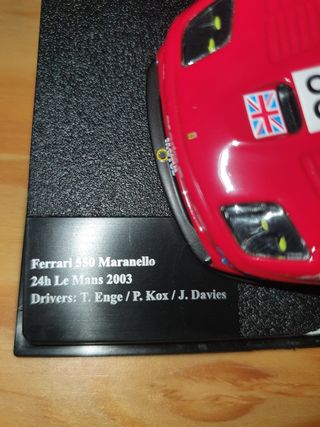 Ferrari 550 Maranello
24h Le Mans 2003
Drivers: T. Enge / P. Kox / J. Davies